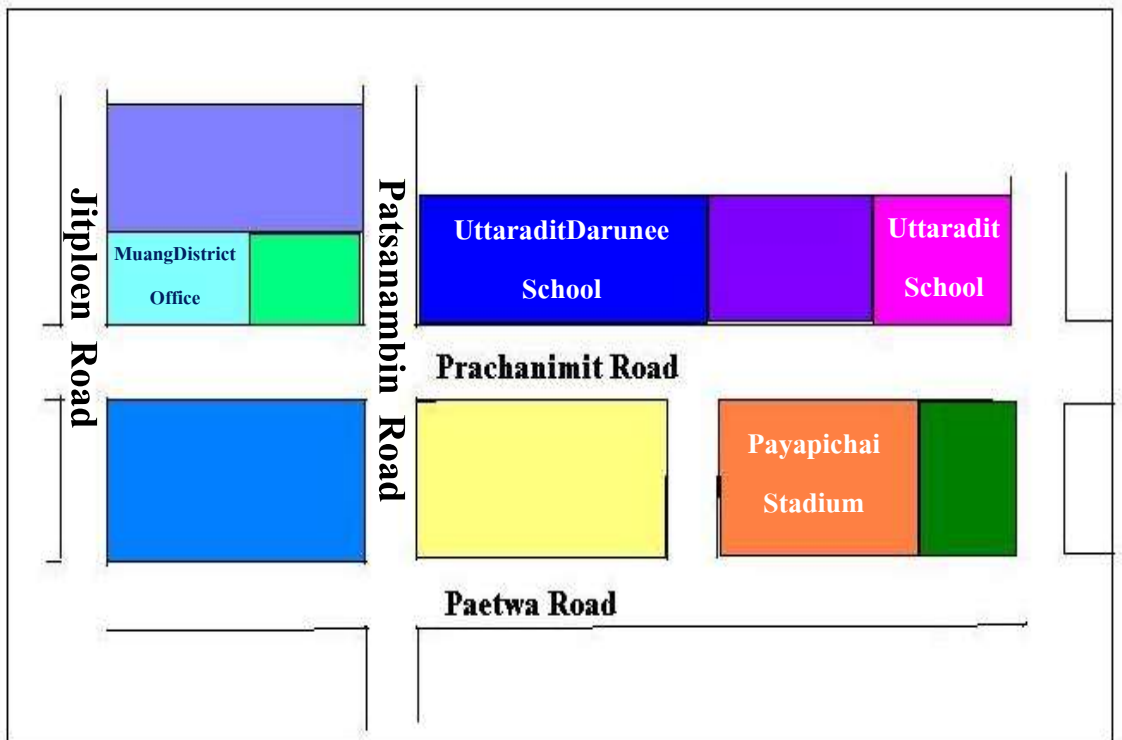 Jitploen Road
Patsanambin Road
MuangDistrict
Office
UttaraditDarunee
School
Uttaradit
School
Prachanimit Road
Payapichai
Stadium
Paetwa Road